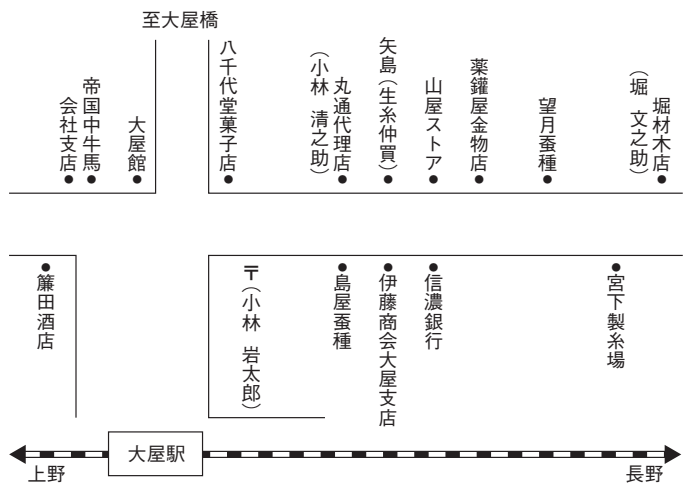 至大屋橋
帝国中牛馬
会社支店
大屋館
八千代堂菓子店
丸通代理店
（小林　清之助）
矢島（生糸仲買）
山屋ストア
薬鑵屋金物店
望月蚕種
堀材木店
（堀　文之助）
簾田酒店
〒（小林　岩太郎）
島屋蚕種
伊藤商会大屋支店
信濃銀行
宮下製糸場
大屋駅
上野
長野